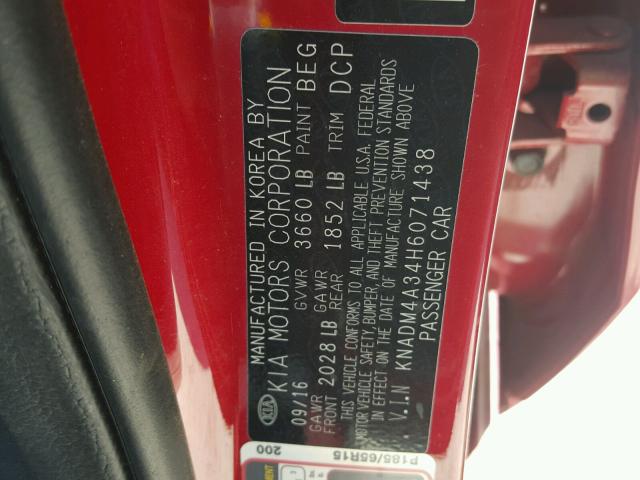 MANUFACTURED IN KOREA BY
KIA MOTORS CORPORATION
KIA
09/16 GVWR 3660 LB PAINT BEG
GAWR FRONT 2028 LB GAWR REAR 1852 LB TRIM DCP
THIS VEHICLE CONFORMS TO ALL APPLICABLE U.S.A. FEDERAL
MOTOR VEHICLE SAFETY, BUMPER, AND THEFT PREVENTION STANDARDS
IN EFFECT ON THE DATE OF MANUFACTURE SHOWN ABOVE
V.I.N KNADM4A34H6071438
PASSENGER CAR
P185/65R15
200